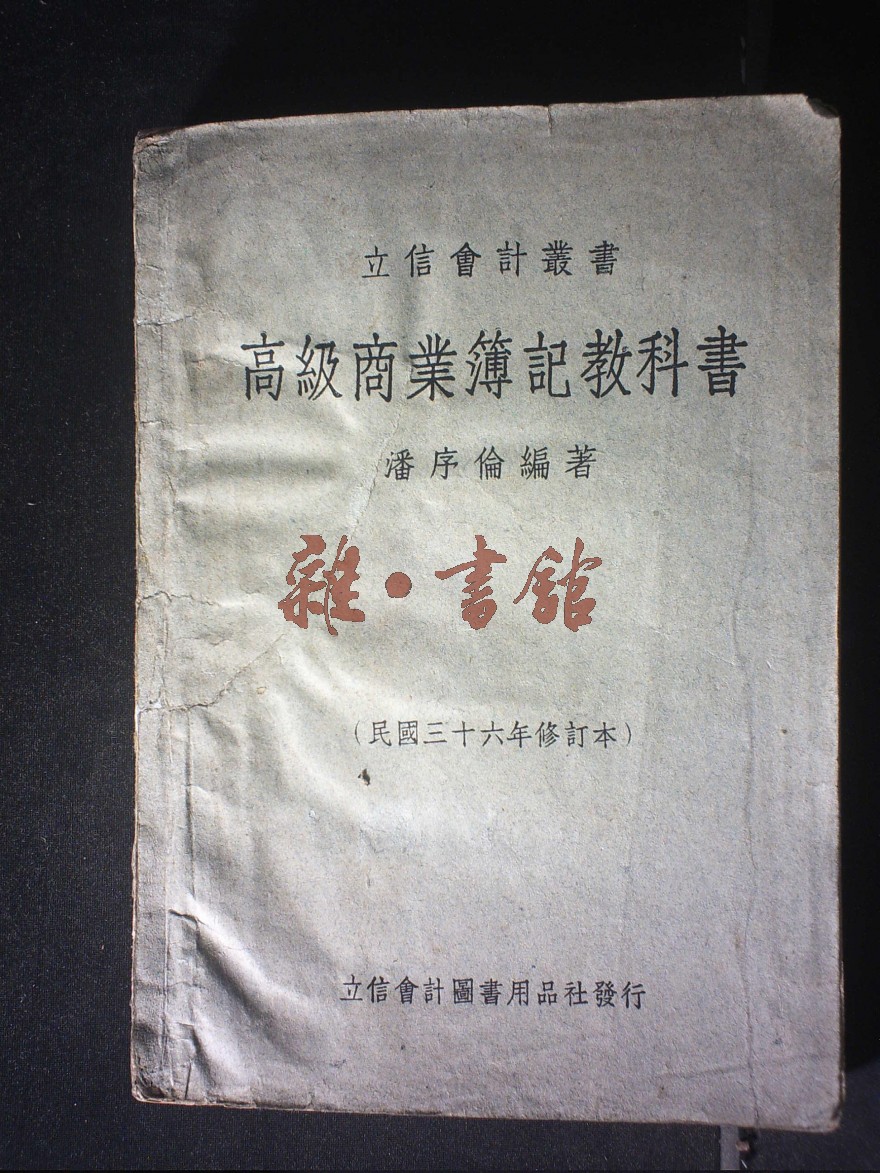 立信會計叢書
高級商業簿記教科書
潘序倫編著
雜·書館
（民國三十六年修訂本）
立信會計圖書用品社發行